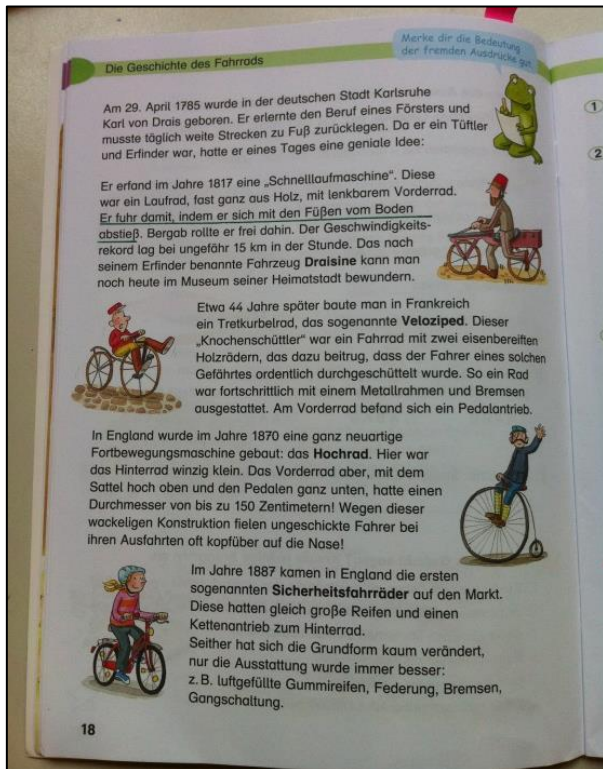 Merke dir die Bedeutung
der fremden Ausdrücke gut.
Die Geschichte des Fahrrads
Am 29. April 1785 wurde in der deutschen Stadt Karlsruhe
Karl von Drais geboren. Er erlernte den Beruf eines Försters und
musste täglich weite Strecken zu Fuß zurücklegen. Da er ein Tüftler
und Erfinder war, hatte er eines Tages eine geniale Idee:
Er erfand im Jahre 1817 eine „Schnelllaufmaschine“. Diese
war ein Laufrad, fast ganz aus Holz, mit lenkbarem Vorderrad.
Er fuhr damit, indem er sich mit den Füßen vom Boden
abstieß. Bergab rollte er frei dahin. Der Geschwindigkeits-
rekord lag bei ungefähr 15 km in der Stunde. Das nach
seinem Erfinder benannte Fahrzeug Draisine kann man
noch heute im Museum seiner Heimatstadt bewundern.
Etwa 44 Jahre später baute man in Frankreich
ein Tretkurbelrad, das sogenannte Veloziped. Dieser
„Knochenschüttler“ war ein Fahrrad mit zwei eisenbereiften
Holzrädern, das dazu beitrug, dass der Fahrer eines solchen
Gefährtes ordentlich durchgeschüttelt wurde. So ein Rad
war fortschrittlich mit einem Metallrahmen und Bremsen
ausgestattet. Am Vorderrad befand sich ein Pedalantrieb.
In England wurde im Jahre 1870 eine ganz neuartige
Fortbewegungsmaschine gebaut: das Hochrad. Hier war
das Hinterrad winzig klein. Das Vorderrad aber, mit dem
Sattel hoch oben und den Pedalen ganz unten, hatte einen
Durchmesser von bis zu 150 Zentimetern! Wegen dieser
wackeligen Konstruktion fielen ungeschickte Fahrer bei
ihren Ausfahrten oft kopfüber auf die Nase!
Im Jahre 1887 kamen in England die ersten
sogenannten Sicherheitsfahrräder auf den Markt.
Diese hatten gleich große Reifen und einen
Kettenantrieb zum Hinterrad.
Seither hat sich die Grundform kaum verändert,
nur die Ausstattung wurde immer besser:
z. B. luftgefüllte Gummireifen, Federung, Bremsen,
Gangschaltung.
18
1
2